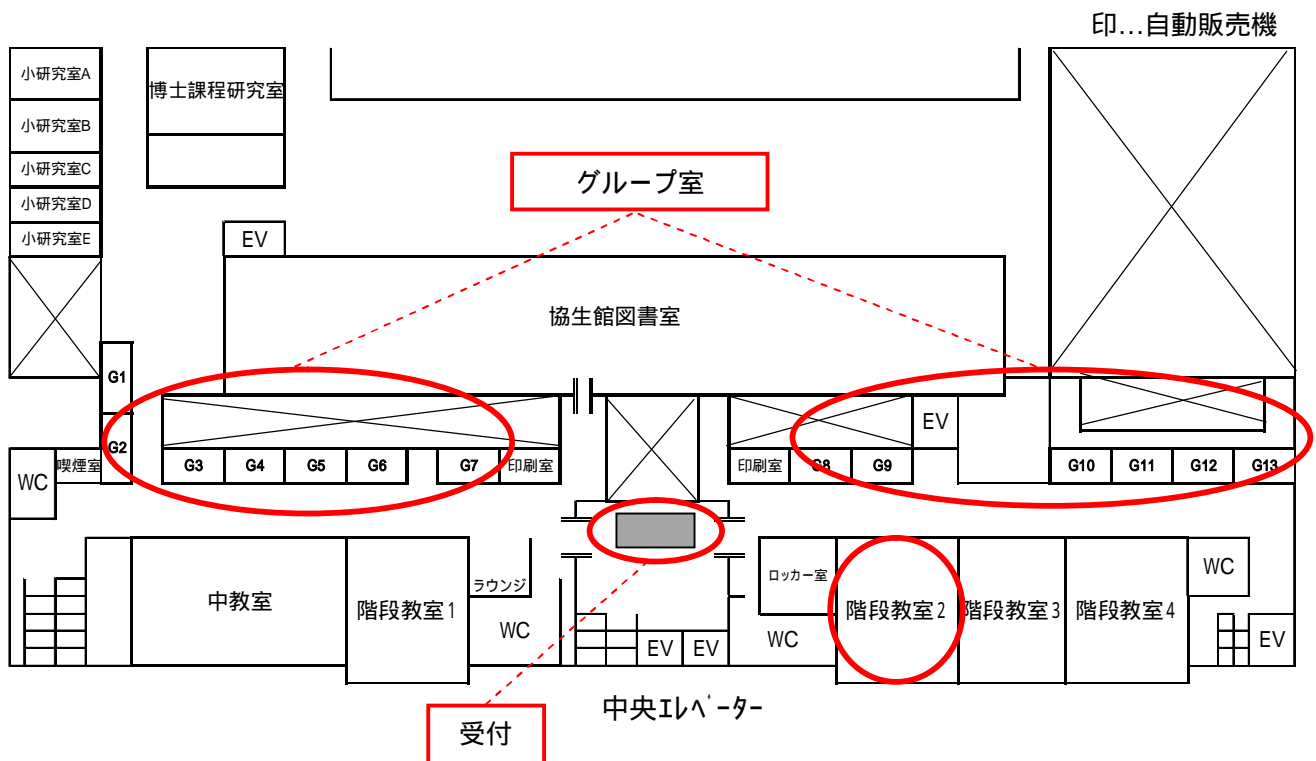 印…自動販売機
小研究室A
博士課程研究室
小研究室B
小研究室C
小研究室D
小研究室E
グループ室
EV
協生館図書室
G1
G2
EV
喫煙室
WC
G3
G4
G5
G6
G7
印刷室
印刷室
G8
G9
G10
G11
G12
G13
中教室
階段教室1
ラウンジ
WC
EV
EV
ロッカー室
WC
階段教室2
階段教室3
階段教室4
WC
EV
中央ｴﾚﾍﾞｰﾀｰ
受付